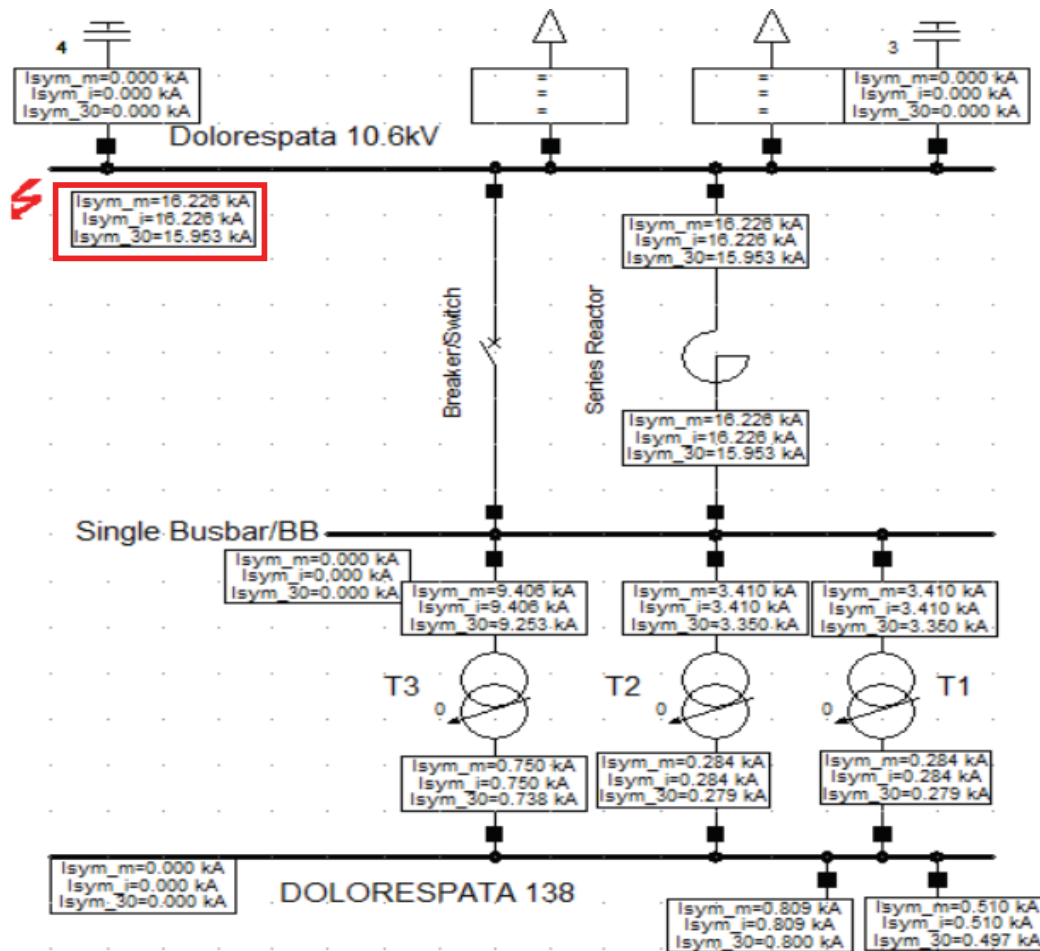 4
3
Isym_m=0.000 kA
Isym_i=0.000 kA
Isym_30=0.000 kA
=
=
=
=
=
=
Isym_m=0.000 kA
Isym_i=0.000 kA
Isym_30=0.000 kA
Dolorespata 10.6kV
Isym_m=16.226 kA
Isym_i=16.226 kA
Isym_30=15.953 kA
Isym_m=16.226 kA
Isym_i=16.226 kA
Isym_30=15.953 kA
Breaker/Switch
Series Reactor
Isym_m=16.226 kA
Isym_i=16.226 kA
Isym_30=15.953 kA
Single Busbar/BB
Isym_m=0.000 kA
Isym_i=0.000 kA
Isym_30=0.000 kA
Isym_m=9.406 kA
Isym_i=9.406 kA
Isym_30=9.253 kA
Isym_m=3.410 kA
Isym_i=3.410 kA
Isym_30=3.350 kA
Isym_m=3.410 kA
Isym_i=3.410 kA
Isym_30=3.350 kA
T3
0
T2
0
T1
0
Isym_m=0.750 kA
Isym_i=0.750 kA
Isym_30=0.738 kA
Isym_m=0.284 kA
Isym_i=0.284 kA
Isym_30=0.279 kA
Isym_m=0.284 kA
Isym_i=0.284 kA
Isym_30=0.279 kA
Isym_m=0.000 kA
Isym_i=0.000 kA
Isym_30=0.000 kA
DOLORESPATA 138
Isym_m=0.809 kA
Isym_i=0.809 kA
Isym_30=0.800 kA
Isym_m=0.510 kA
Isym_i=0.510 kA
Isym_30=0.497 kA